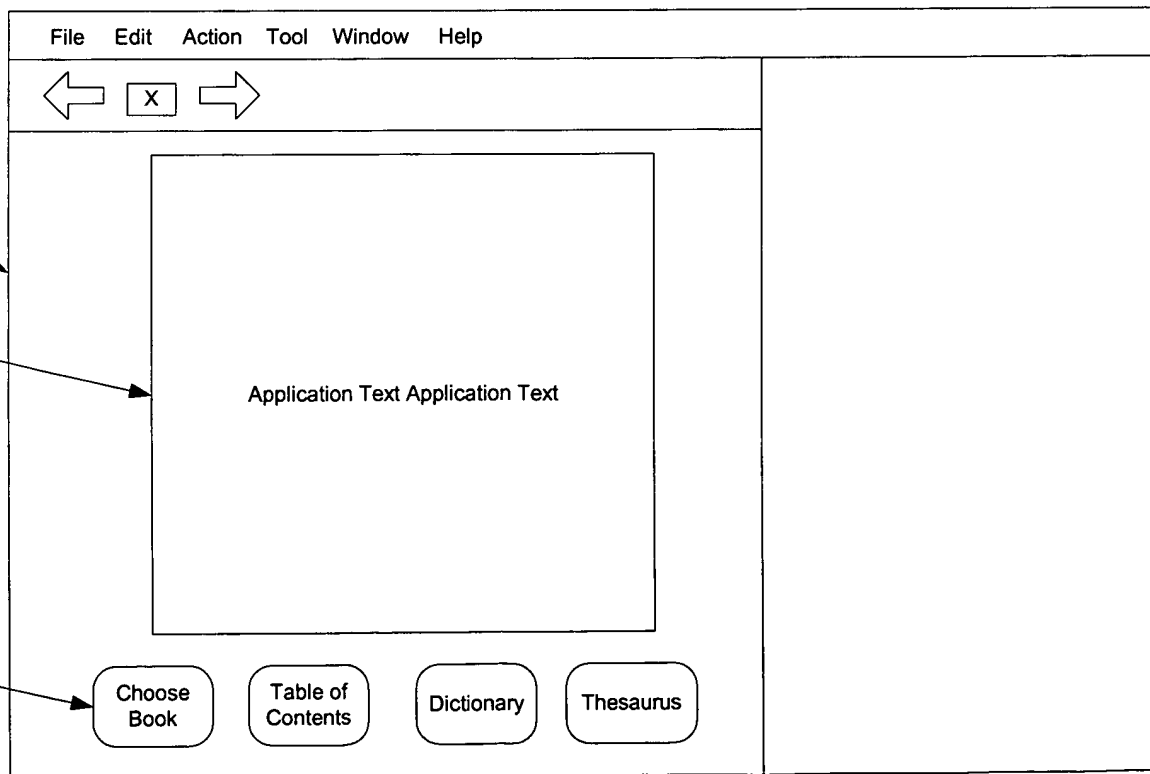 File Edit Action Tool Window Help
X
Application Text Application Text
Choose
Book
Table of
Contents
Dictionary
Thesaurus